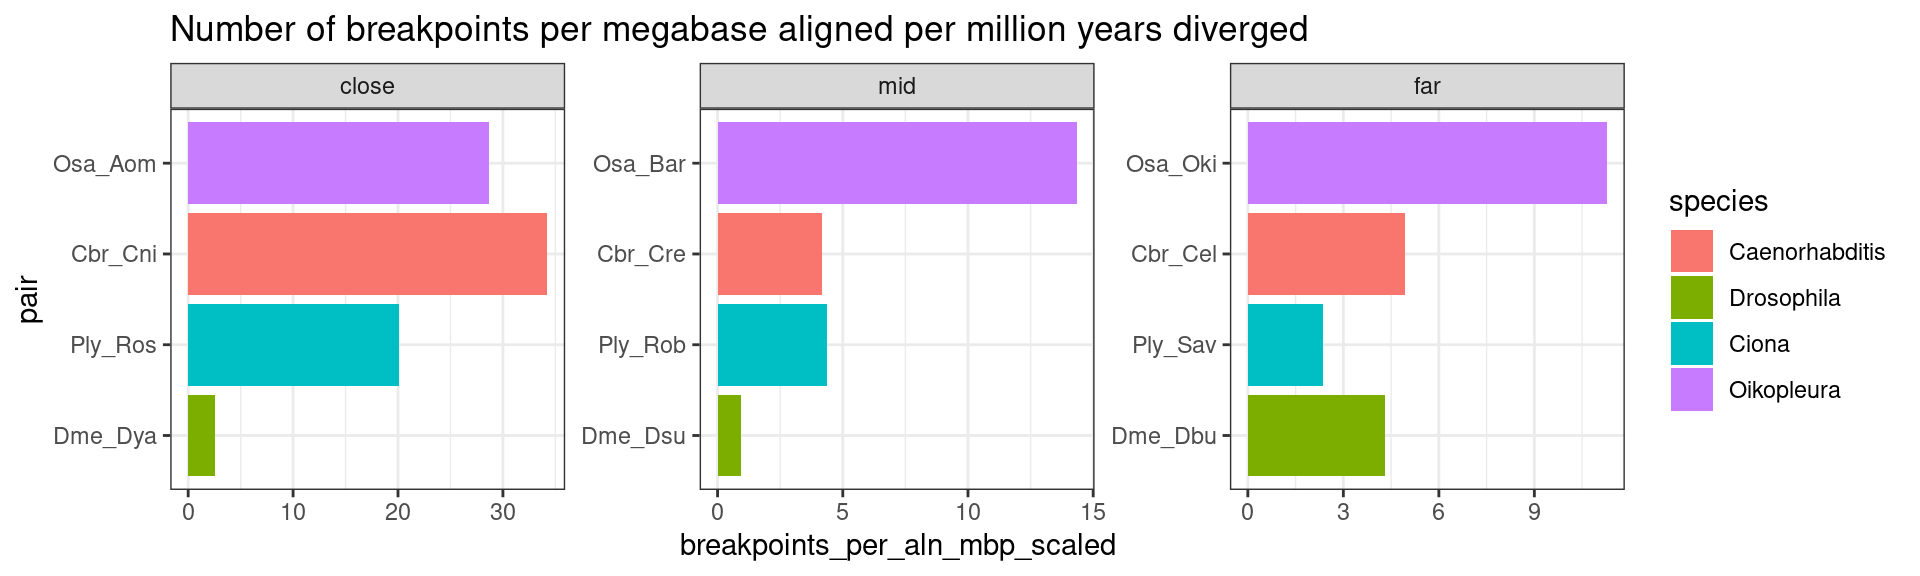 Number of breakpoints per megabase aligned per million years diverged
close
mid
far
pair
Osa_Aom
Cbr_Cni
Ply_Ros
Dme_Dya
0 10 20 30
Osa_Bar
Cbr_Cre
Ply_Rob
Dme_Dsu
0 5 10 15
Osa_Oki
Cbr_Cel
Ply_Sav
Dme_Dbu
0 3 6 9
breakpoints_per_aln_mbp_scaled
species
Caenorhabditis
Drosophila
Ciona
Oikopleura